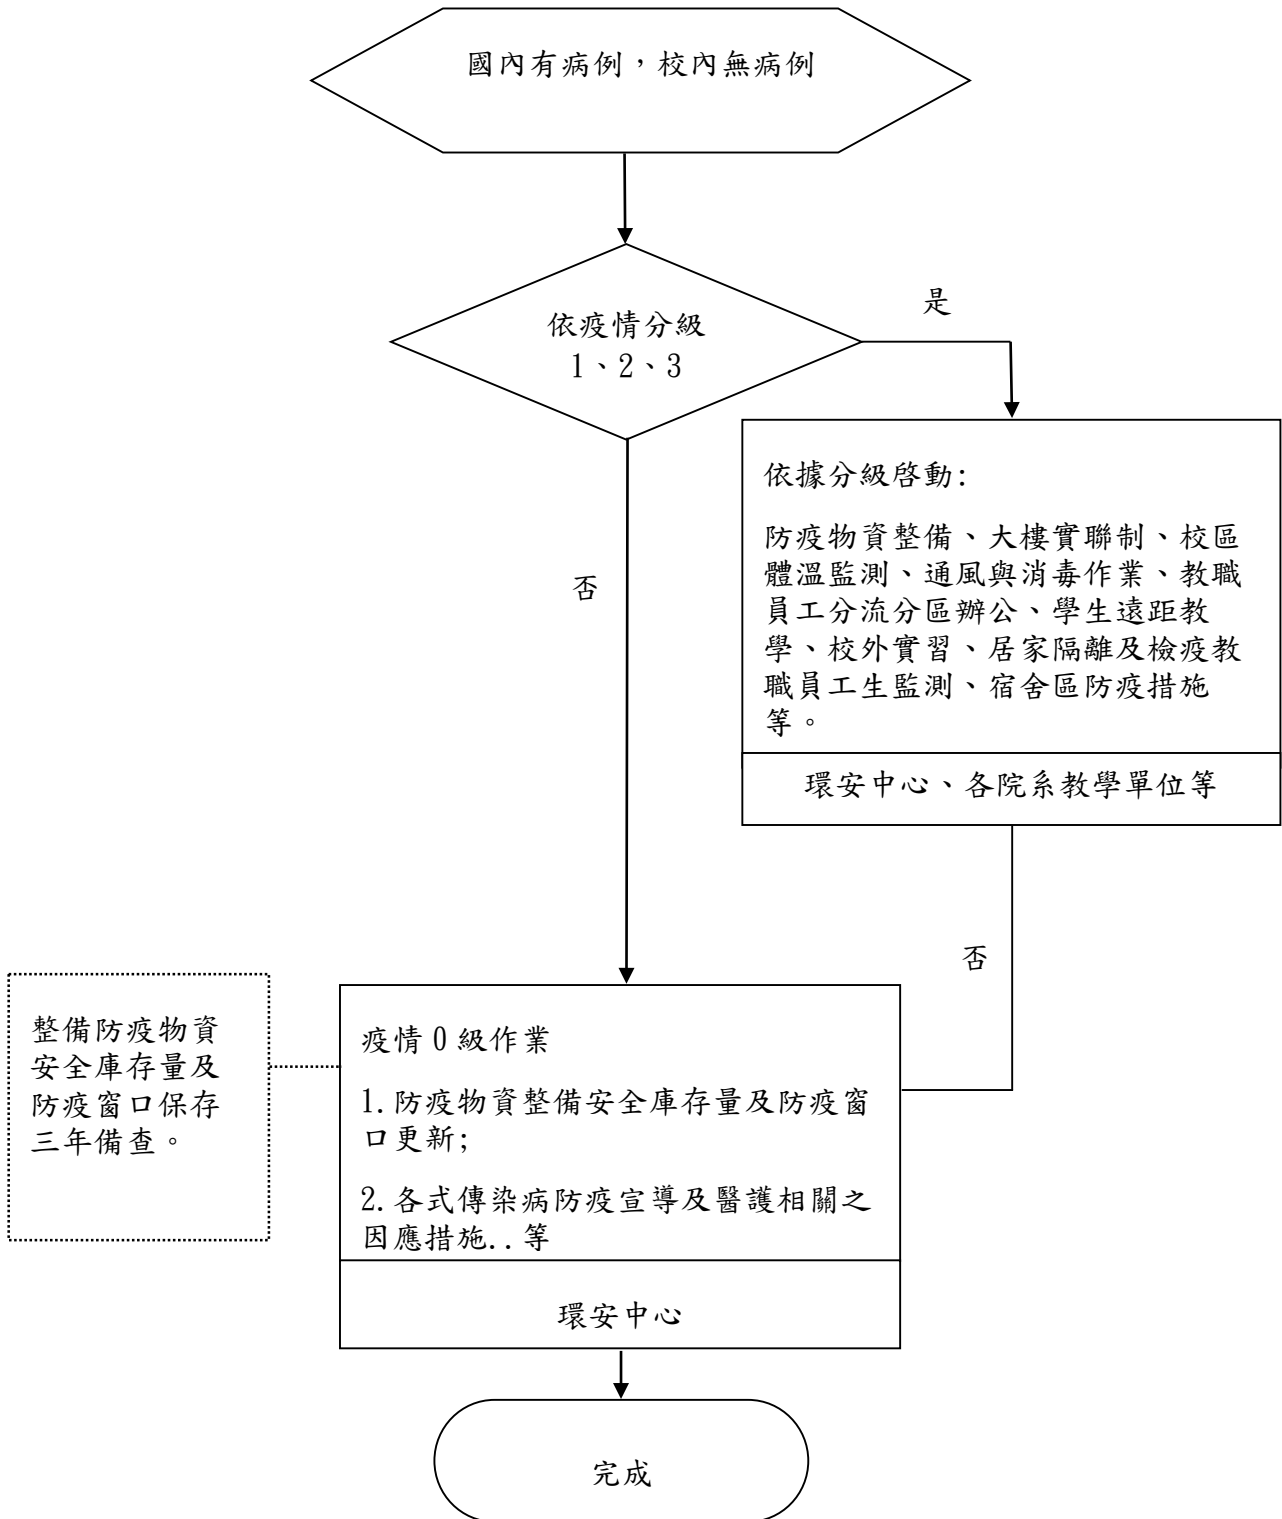 國內有病例，校內無病例
依疫情分級
1、2、3
是
依據分級啓動:
防疫物資整備、大樓實聯制、校區
體溫監測、通風與消毒作業、教職
員工分流分區辦公、學生遠距教
學、校外實習、居家隔離及檢疫教
職員工生監測、宿舍區防疫措施
等。
環安中心、各院系教學單位等
否
否
整備防疫物資
安全庫存量及
防疫窗口保存
三年備查。
疫情0級作業
1.防疫物資整備安全庫存量及防疫窗
口更新;
2.各式傳染病防疫宣導及醫護相關之
因應措施..等
環安中心
完成